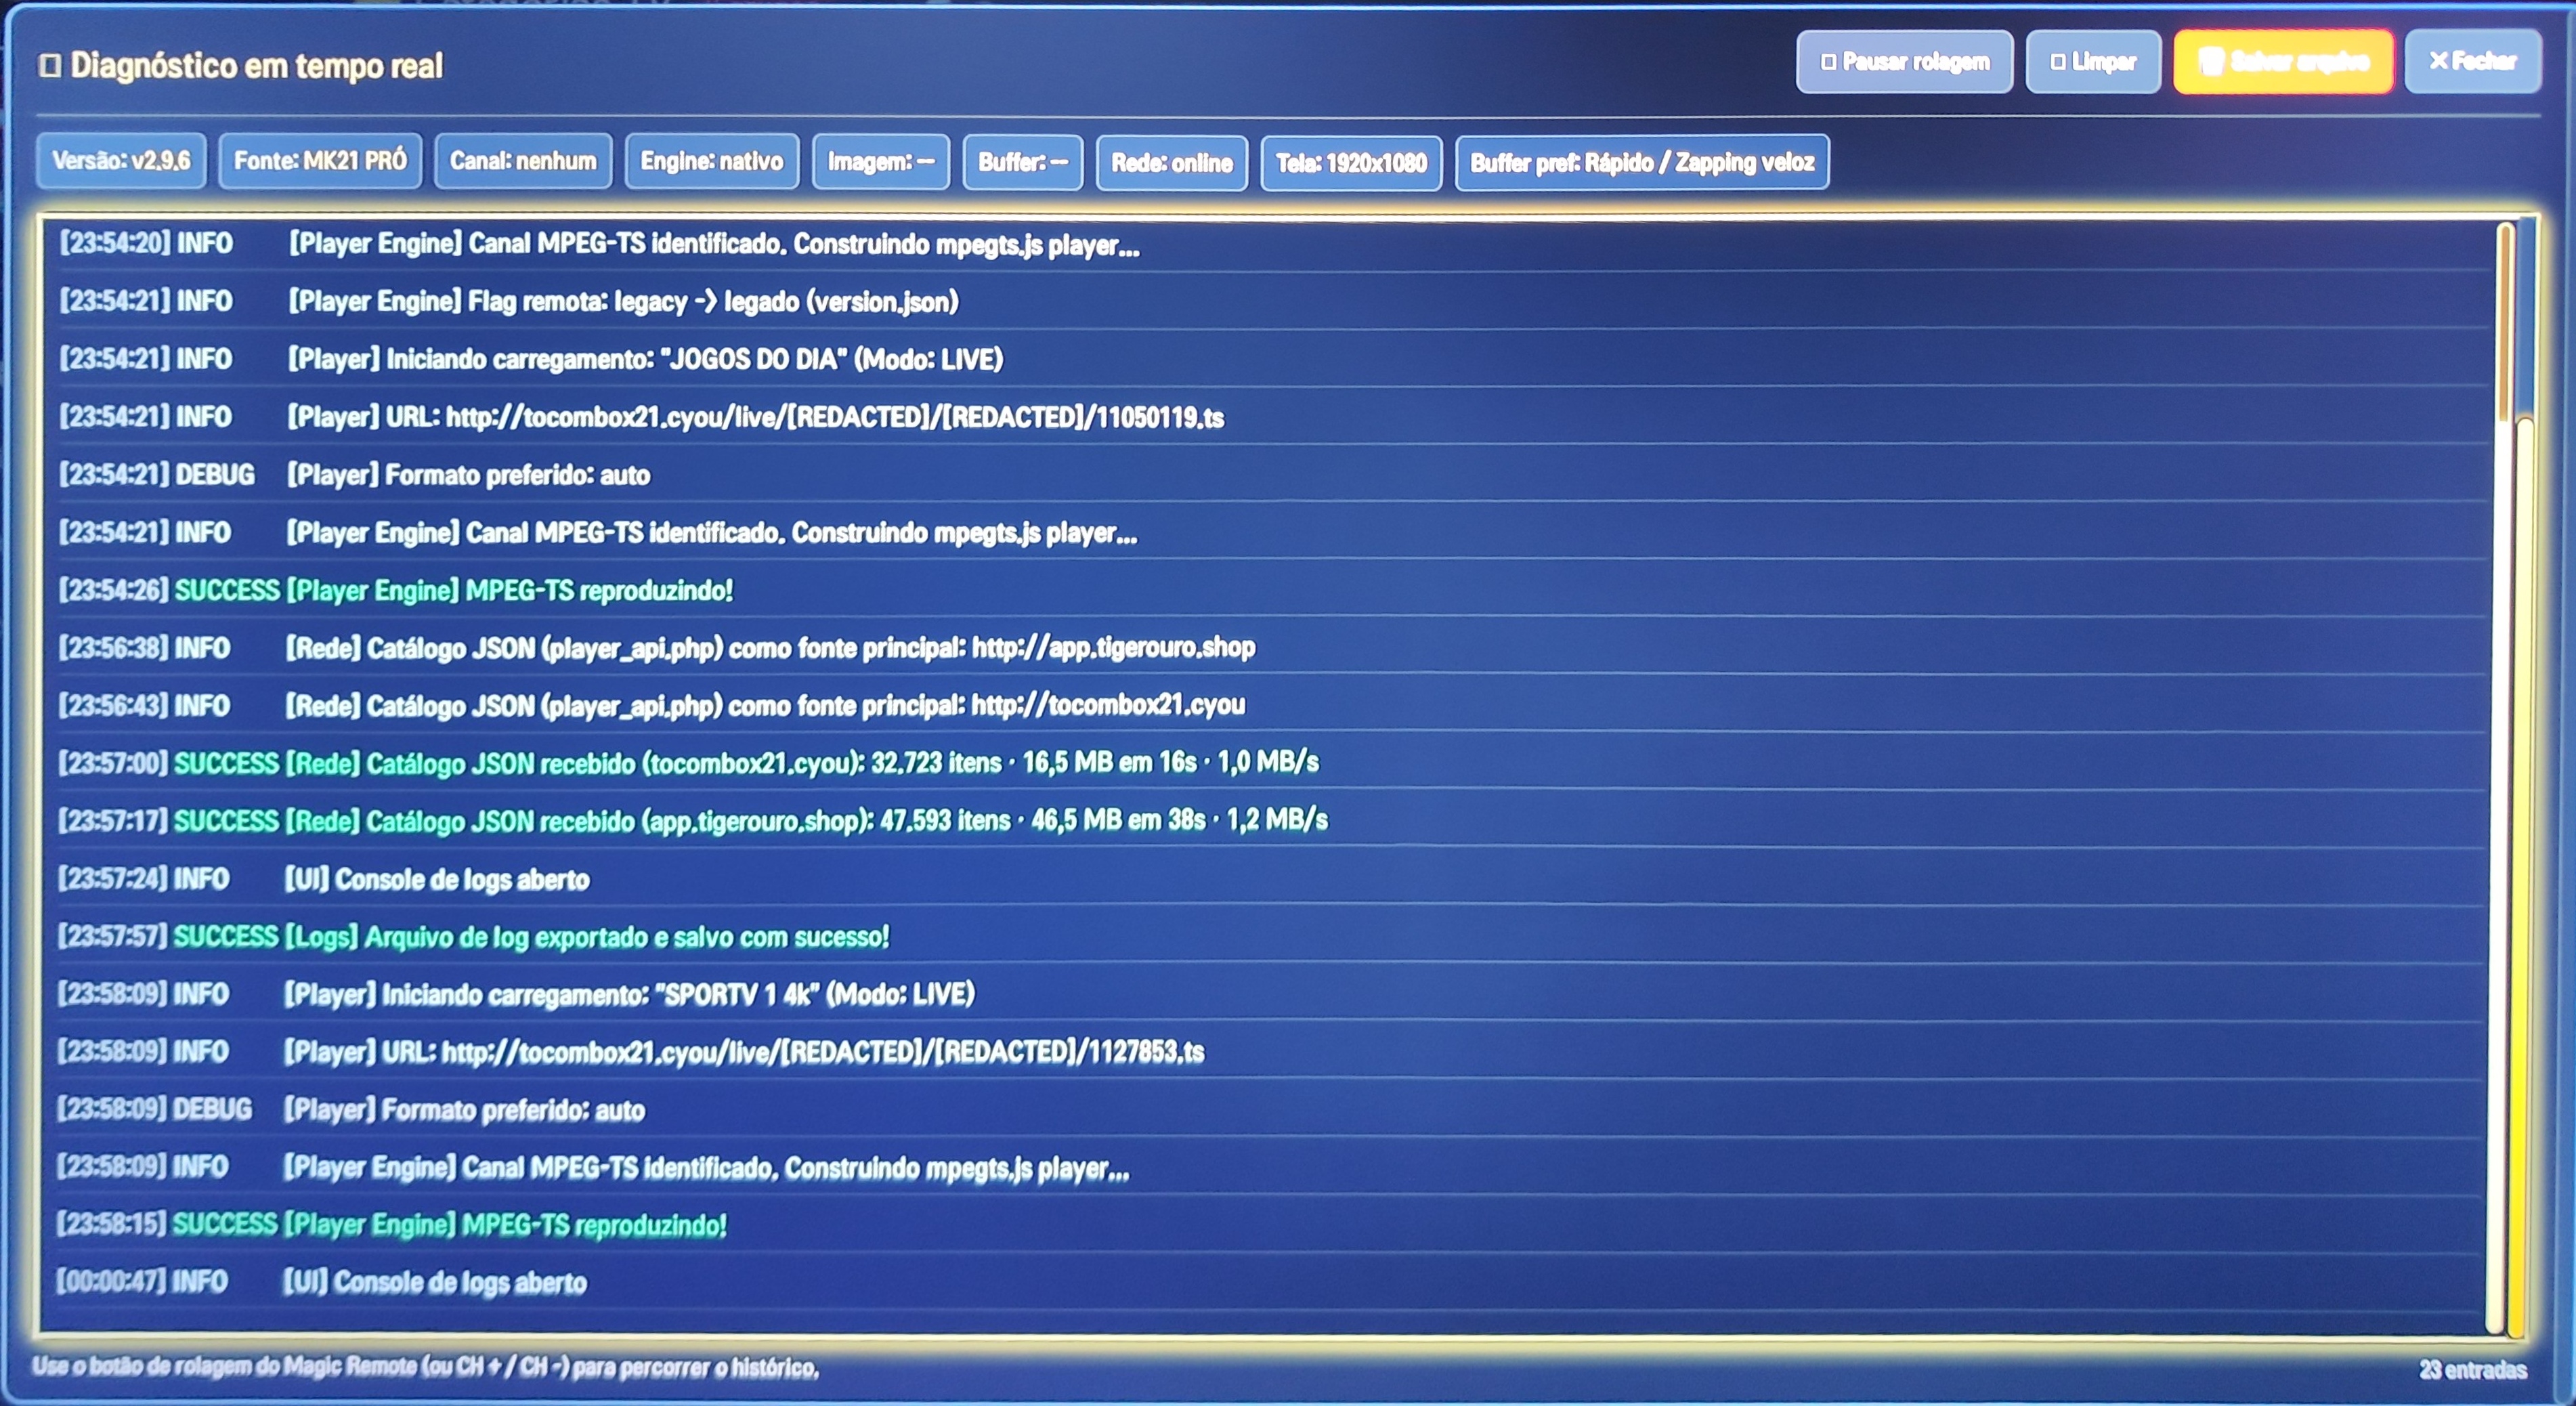 Diagnóstico em tempo real
Pausar rolagem
Limpar
Salvar arquivo
✕ Fechar
Versão: v2.9.6
Fonte: MK21 PRÓ
Canal: nenhum
Engine: nativo
Imagem: --
Buffer: --
Rede: online
Tela: 1920x1080
Buffer pref: Rápido / Zapping veloz
[23:54:20] INFO [Player Engine] Canal MPEG-TS identificado. Construindo mpegts.js player...
[23:54:21] INFO [Player Engine] Flag remota: legacy -> legado (version.json)
[23:54:21] INFO [Player] Iniciando carregamento: "JOGOS DO DIA" (Modo: LIVE)
[23:54:21] INFO [Player] URL: http://tocombox21.cyou/live/[REDACTED]/[REDACTED]/11050119.ts
[23:54:21] DEBUG [Player] Formato preferido: auto
[23:54:21] INFO [Player Engine] Canal MPEG-TS identificado. Construindo mpegts.js player...
[23:54:26] SUCCESS [Player Engine] MPEG-TS reproduzindo!
[23:56:38] INFO [Rede] Catálogo JSON (player_api.php) como fonte principal: http://app.tigerouro.shop
[23:56:43] INFO [Rede] Catálogo JSON (player_api.php) como fonte principal: http://tocombox21.cyou
[23:57:00] SUCCESS [Rede] Catálogo JSON recebido (tocombox21.cyou): 32.723 itens · 16,5 MB em 16s · 1,0 MB/s
[23:57:17] SUCCESS [Rede] Catálogo JSON recebido (app.tigerouro.shop): 47.593 itens · 46,5 MB em 38s · 1,2 MB/s
[23:57:24] INFO [UI] Console de logs aberto
[23:57:57] SUCCESS [Logs] Arquivo de log exportado e salvo com sucesso!
[23:58:09] INFO [Player] Iniciando carregamento: "SPORTV 1 4k" (Modo: LIVE)
[23:58:09] INFO [Player] URL: http://tocombox21.cyou/live/[REDACTED]/[REDACTED]/1127853.ts
[23:58:09] DEBUG [Player] Formato preferido: auto
[23:58:09] INFO [Player Engine] Canal MPEG-TS identificado. Construindo mpegts.js player...
[23:58:15] SUCCESS [Player Engine] MPEG-TS reproduzindo!
[00:00:47] INFO [UI] Console de logs aberto
Use o botão de rolagem do Magic Remote (ou CH + / CH -) para percorrer o histórico.
23 entradas